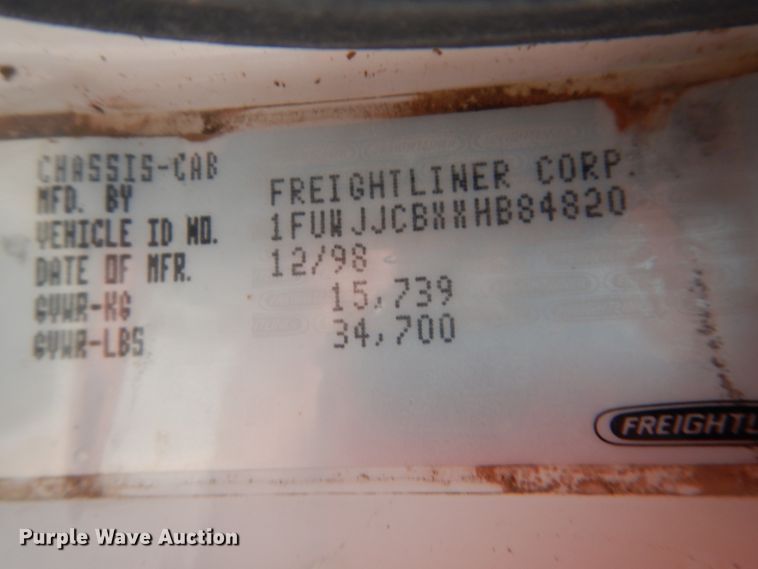 CHASSIS-CAB
MFD. BY FREIGHTLINER CORP.
VEHICLE ID NO. 1FUWJJCBXXHB84820
DATE OF MFR. 12/98
GVWR-KG 15,739
GVWR-LBS 34,700
FREIGHTL
Purple Wave Auction